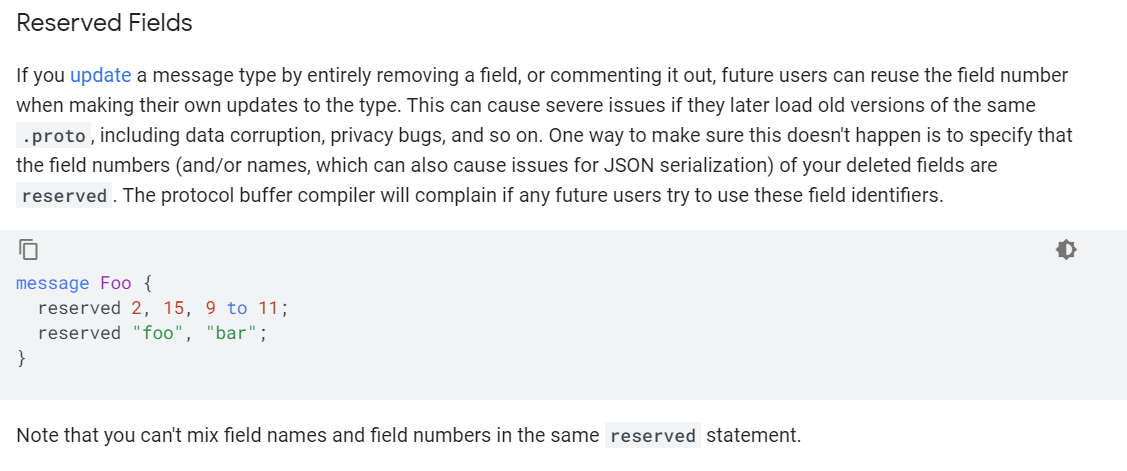 Reserved Fields
If you update a message type by entirely removing a field, or commenting it out, future users can reuse the field number
when making their own updates to the type. This can cause severe issues if they later load old versions of the same
.proto, including data corruption, privacy bugs, and so on. One way to make sure this doesn't happen is to specify that
the field numbers (and/or names, which can also cause issues for JSON serialization) of your deleted fields are
reserved. The protocol buffer compiler will complain if any future users try to use these field identifiers.
message Foo {
  reserved 2, 15, 9 to 11;
  reserved "foo", "bar";
}
Note that you can't mix field names and field numbers in the same reserved statement.